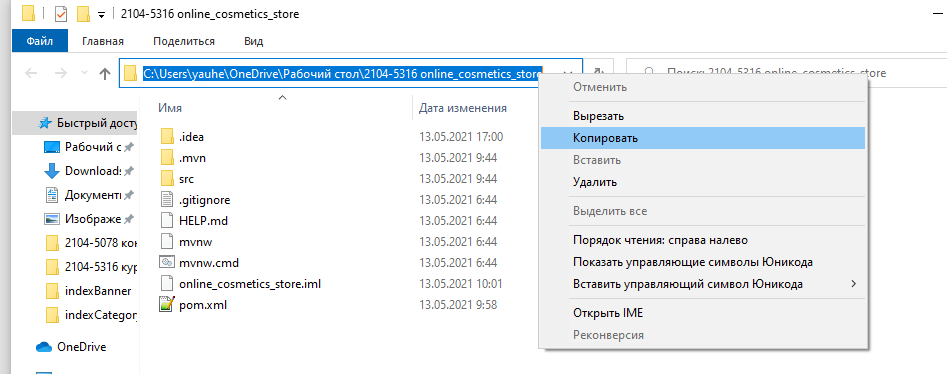 2104-5316 online_cosmetics_store
Файл Главная Поделиться Вид
C:\Users\yauhe\OneDrive\Рабочий стол\2104-5316 online_cosmetics_store
Поиск: 2104-5316 online_cosmetics_store
Имя Дата изменения
Быстрый досту
Рабочий с
Downloads
Документы
Изображе
2104-5078 кон
2104-5316 кур
indexBanner
indexCategory
OneDrive
.idea 13.05.2021 17:00
.mvn 13.05.2021 9:44
src 13.05.2021 9:44
.gitignore 13.05.2021 6:44
HELP.md 13.05.2021 6:44
mvnw 13.05.2021 6:44
mvnw.cmd 13.05.2021 6:44
online_cosmetics_store.iml 13.05.2021 10:01
pom.xml 13.05.2021 9:58
Отменить
Вырезать
Копировать
Вставить
Удалить
Выделить все
Порядок чтения: справа налево
Показать управляющие символы Юникода
Вставить управляющий символ Юникода
Открыть IME
Реконверсия